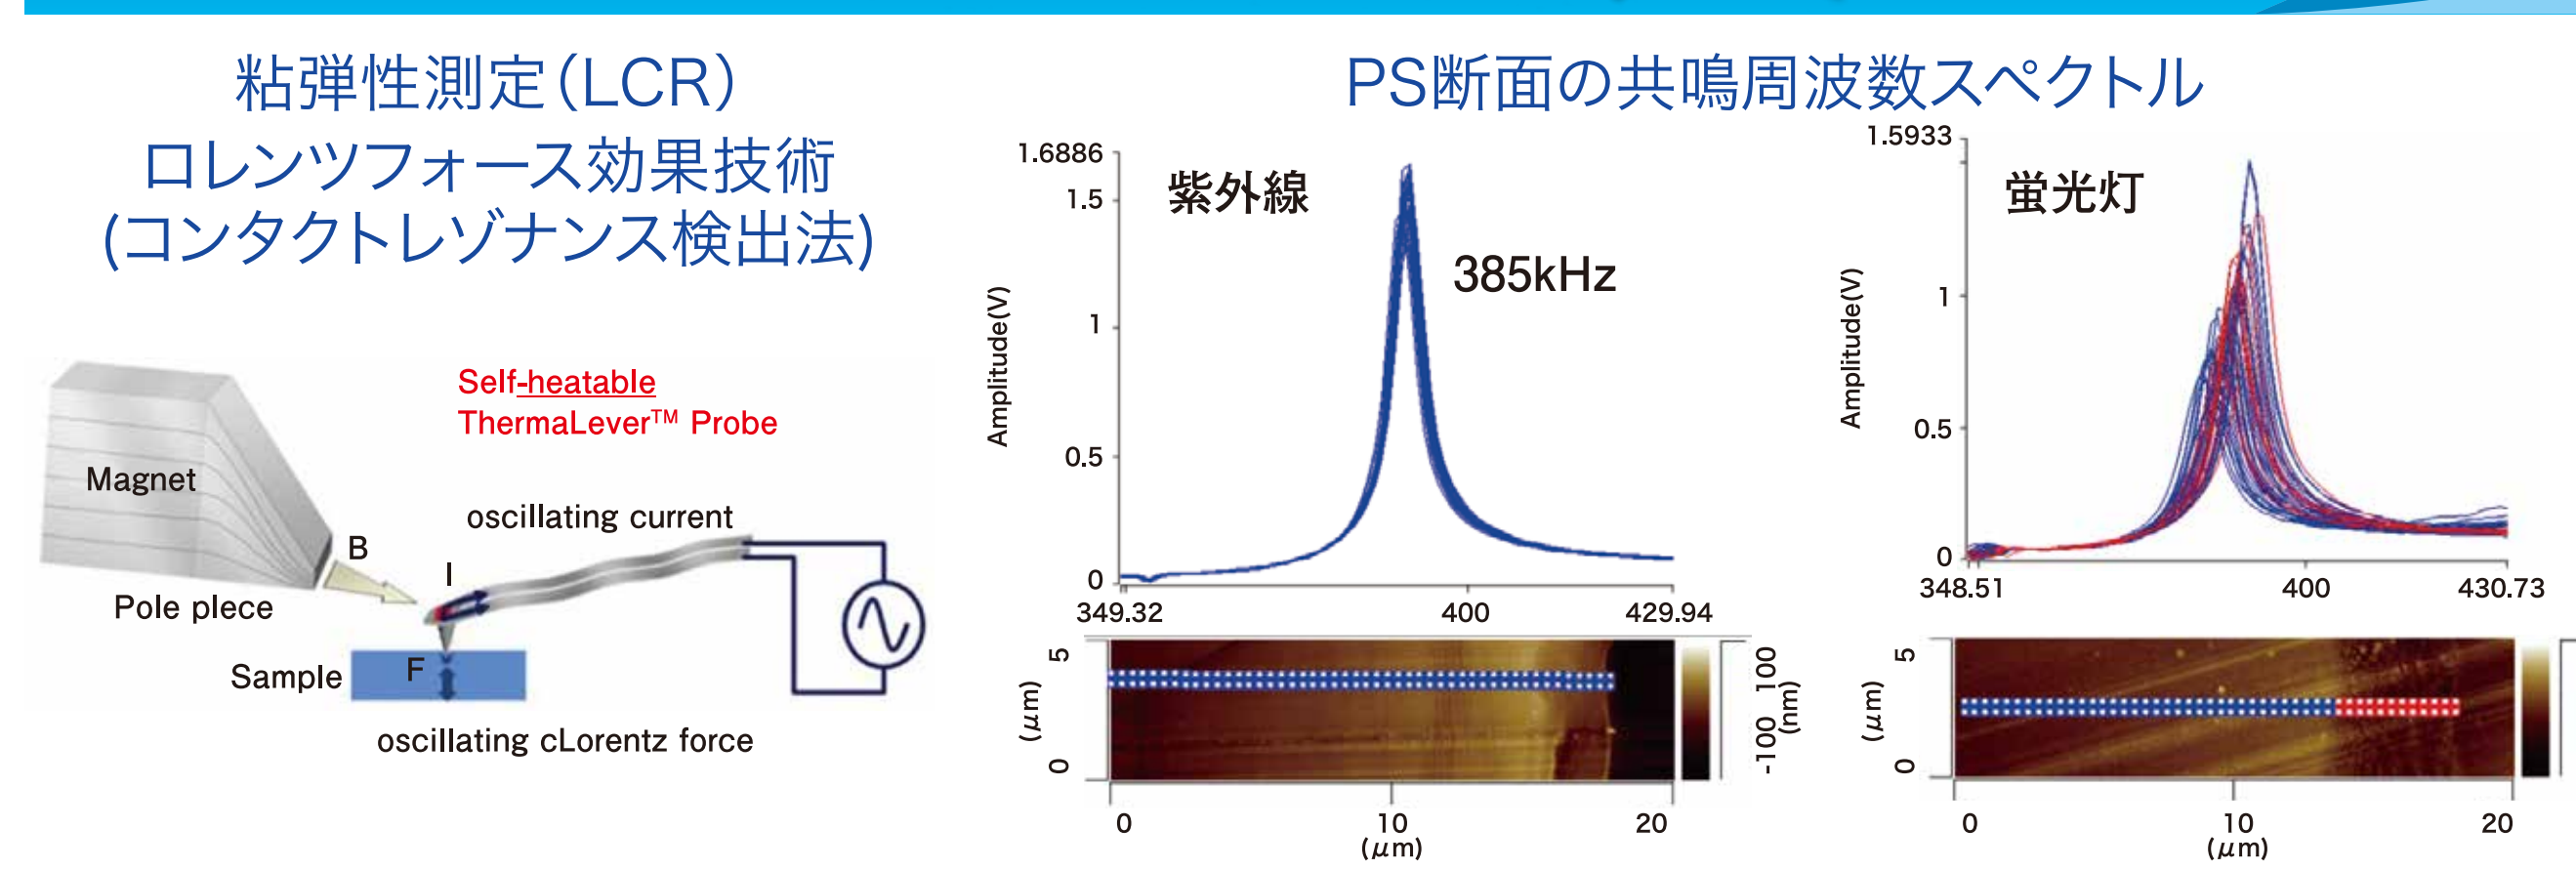 粘弾性測定(LCR)
ロレンツフォース効果技術
(コンタクトレゾナンス検出法)
Self-heatable
ThermaLever™ Probe
Magnet
oscillating current
B
I
Pole plece
Sample
F
oscillating cLorentz force
PS断面の共鳴周波数スペクトル
1.6886
1.5
1
0.5
0
Amplitude(V)
紫外線
385kHz
349.32
400
429.94
5
0
(μm)
100
-100
(nm)
0
10
20
(μm)
1.5933
1
0.5
0
Amplitude(V)
蛍光灯
348.51
400
430.73
5
0
(μm)
0
10
20
(μm)